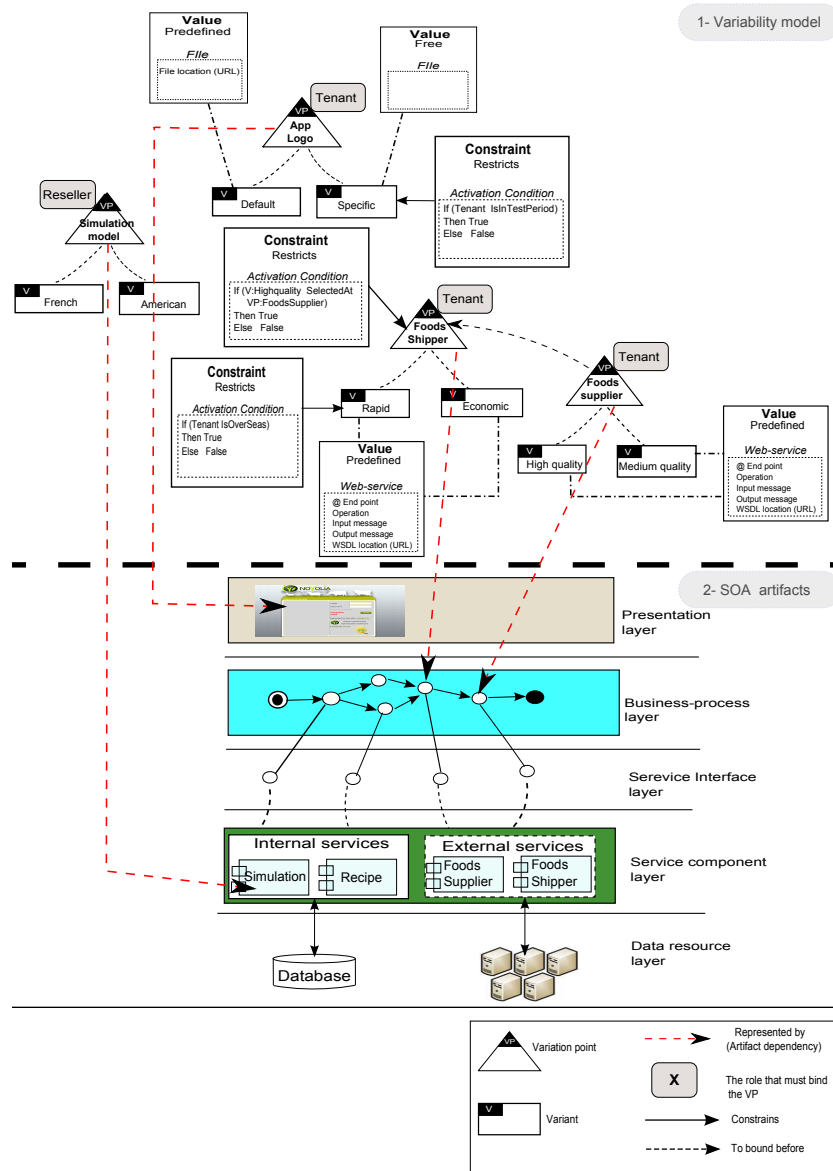 1- Variability model
Value
Predefined
FIle
File location (URL)
Value
Free
FIle
VP
Tenant
App
Logo
V
Default
V
Specific
Constraint
Restricts
Activation Condition
If (Tenant IsInTestPeriod)
Then True
Else False
Reseller
VP
Simulation
model
V
French
V
American
Constraint
Restricts
Activation Condition
If (V:Highquality SelectedAt
VP:FoodsSupplier)
Then True
Else False
Tenant
VP
Foods
Shipper
Tenant
VP
Foods
supplier
Constraint
Restricts
Activation Condition
If (Tenant IsOverSeas)
Then True
Else False
V
Rapid
V
Economic
Value
Predefined
Web-service
@ End point
Operation
Input message
Output message
WSDL location (URL)
V
High quality
V
Medium quality
Value
Predefined
Web-service
@ End point
Operation
Input message
Output message
WSDL location (URL)
2- SOA artifacts
NOVOLIA
Presentation
layer
Business-process
layer
Serevice Interface
layer
Internal services
Simulation
Recipe
External services
Foods
Supplier
Foods
Shipper
Service component
layer
Database
Data resource
layer
VP
Variation point
Represented by
(Artifact dependency)
X
The role that must bind
the VP
V
Variant
Constrains
To bound before